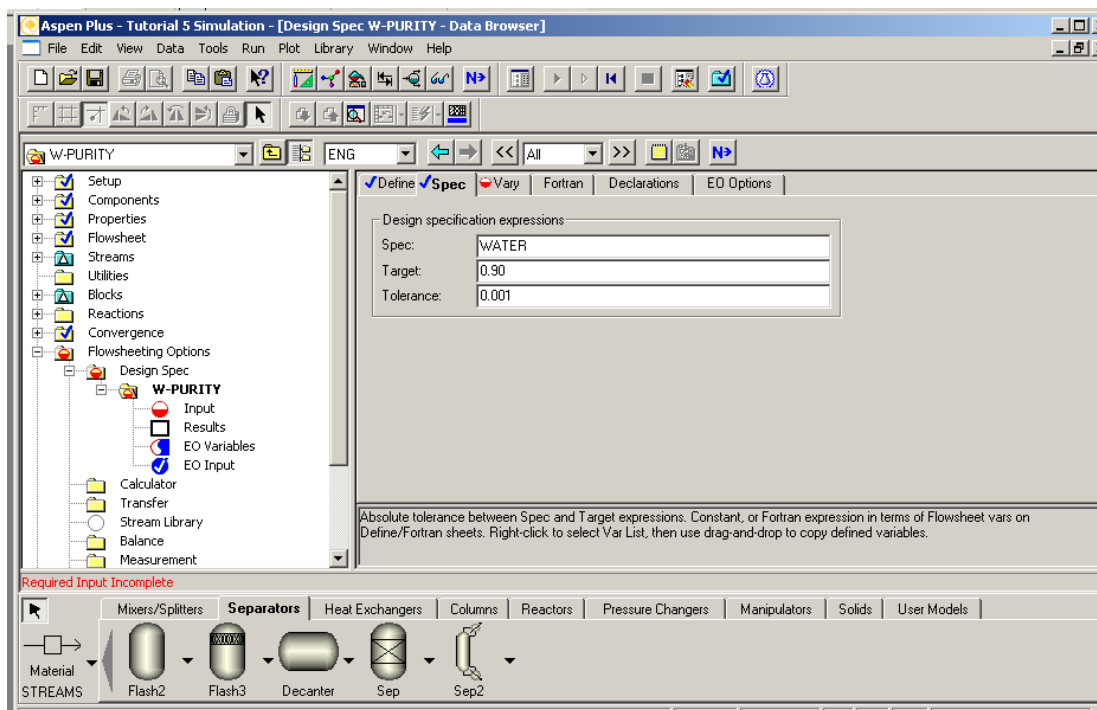 Aspen Plus - Tutorial 5 Simulation - [Design Spec W-PURITY - Data Browser]
File Edit View Data Tools Run Plot Library Window Help
N>
W-PURITY ENG << All >> N>
Setup
Components
Properties
Flowsheet
Streams
Utilities
Blocks
Reactions
Convergence
Flowsheeting Options
Design Spec
W-PURITY
Input
Results
EO Variables
EO Input
Calculator
Transfer
Stream Library
Balance
Measurement
Define Spec Vary Fortran Declarations EO Options
Design specification expressions
Spec: WATER
Target: 0.90
Tolerance: 0.001
Absolute tolerance between Spec and Target expressions. Constant, or Fortran expression in terms of Flowsheet vars on
Define/Fortran sheets. Right-click to select Var List, then use drag-and-drop to copy defined variables.
Required Input Incomplete
Mixers/Splitters Separators Heat Exchangers Columns Reactors Pressure Changers Manipulators Solids User Models
Material
STREAMS Flash2 Flash3 Decanter Sep Sep2